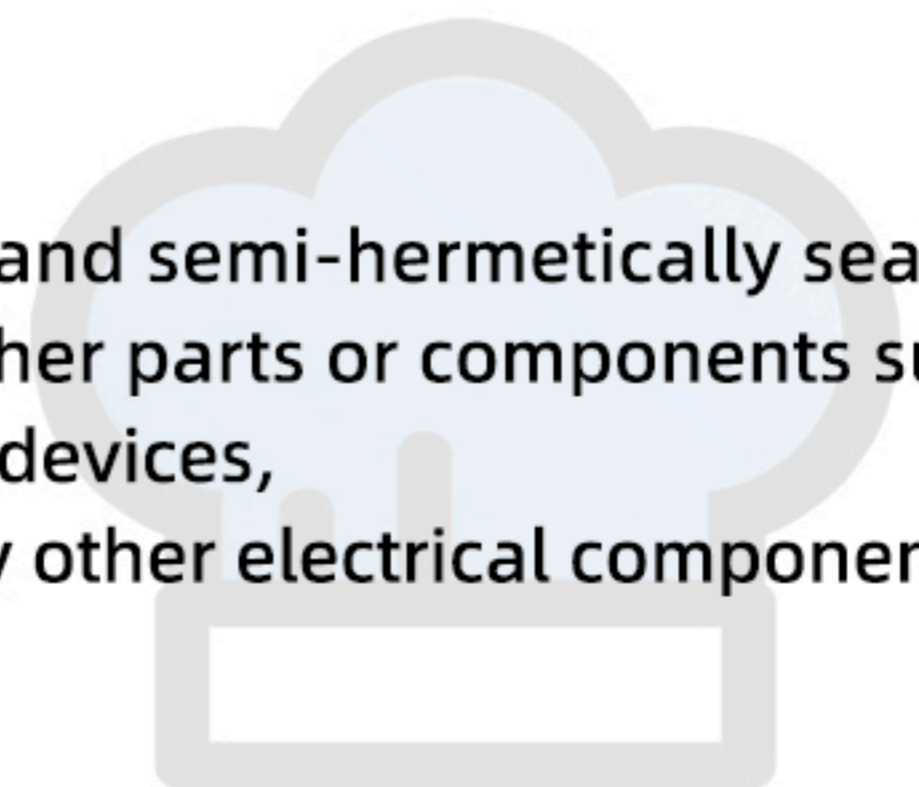 and semi-hermetically sea
her parts or components su
devices,
y other electrical componen